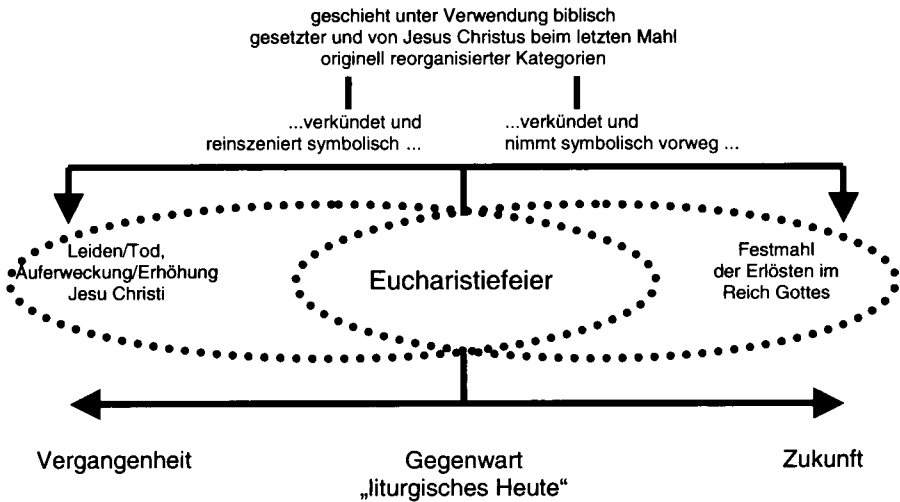 geschieht unter Verwendung biblisch
gesetzter und von Jesus Christus beim letzten Mahl
originell reorganisierter Kategorien
...verkündet und
reinszeniert symbolisch ...
...verkündet und
nimmt symbolisch vorweg ...
Leiden/Tod,
Auferweckung/Erhöhung
Jesu Christi
Eucharistiefeier
Festmahl
der Erlösten im
Reich Gottes
Vergangenheit
Gegenwart
„liturgisches Heute“
Zukunft